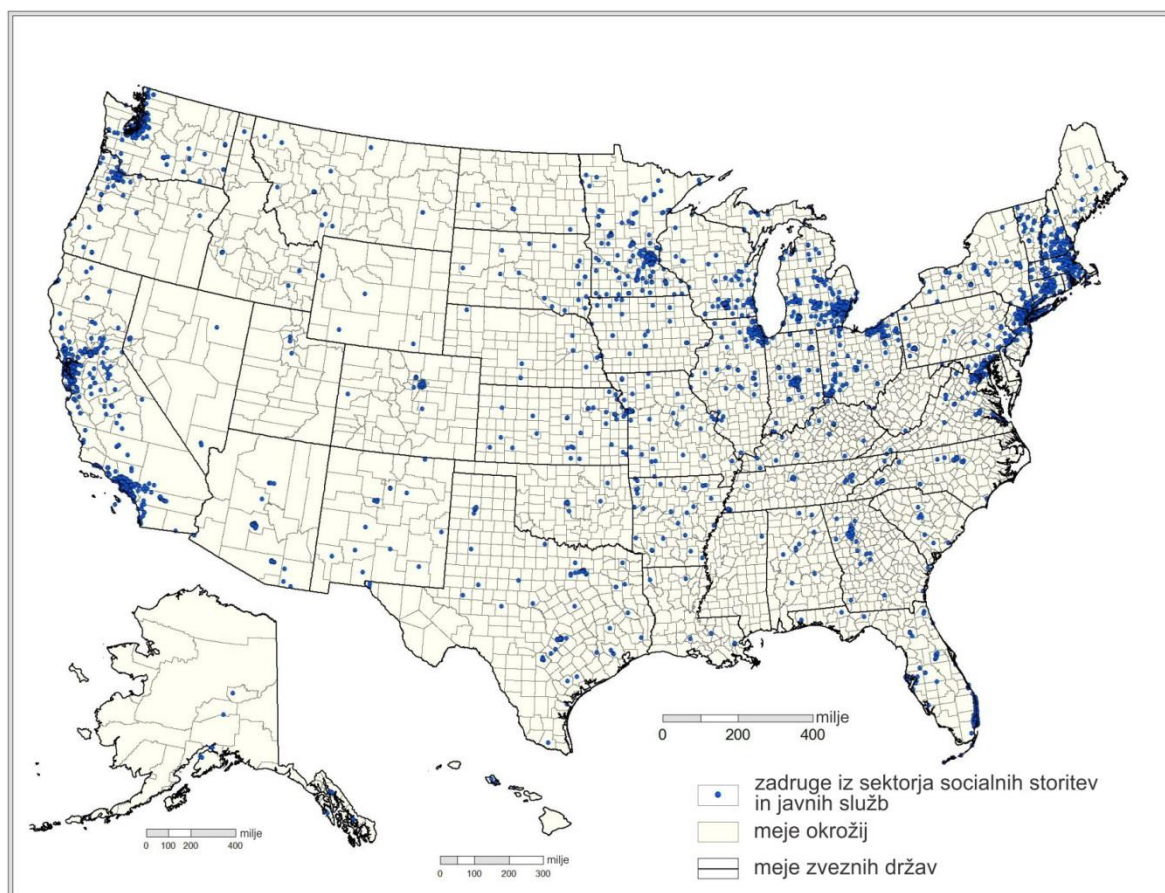 milje
0 200 400
zadruge iz sektorja socialnih storitev
in javnih služb
meje okrožij
meje zveznih držav
milje
0 100 200 400
milje
0 50 100 200 300